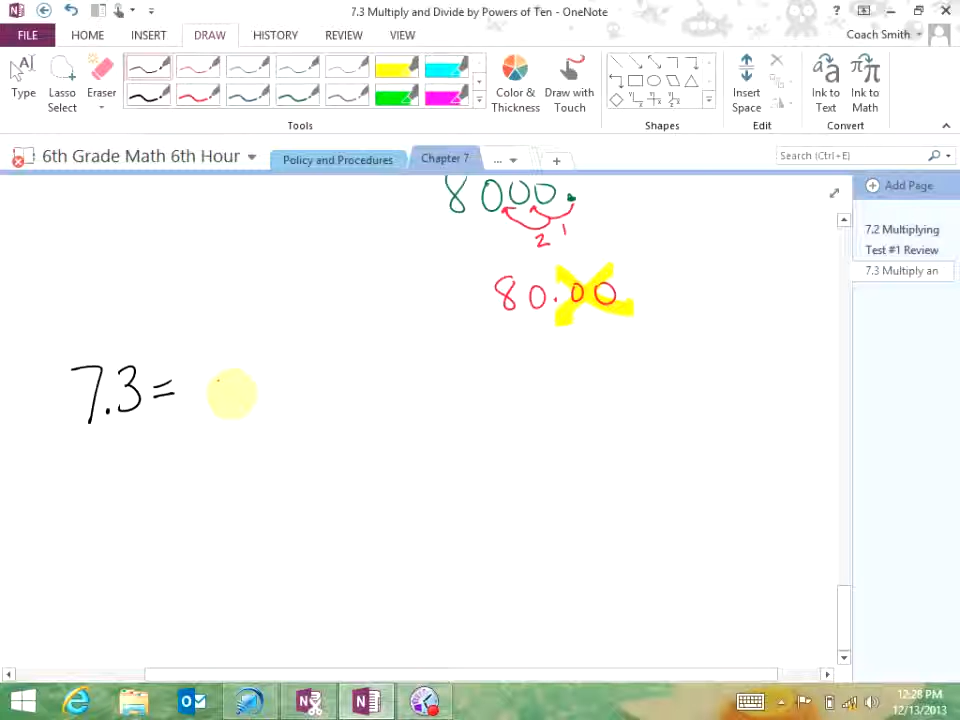 7.3 Multiply and Divide by Powers of Ten - OneNote
?
FILE HOME INSERT DRAW HISTORY REVIEW VIEW
Coach Smith
Type
Lasso Select
Eraser
Color & Thickness
Draw with Touch
Insert Space
Ink to Text
Ink to Math
Tools
Shapes
Edit
Convert
6th Grade Math 6th Hour
Policy and Procedures
Chapter 7
...
+
Search (Ctrl+E)
Add Page
7.2 Multiplying
Test #1 Review
7.3 Multiply an
8000.
2 1
80.00
7.3=
12:28 PM
12/13/2013